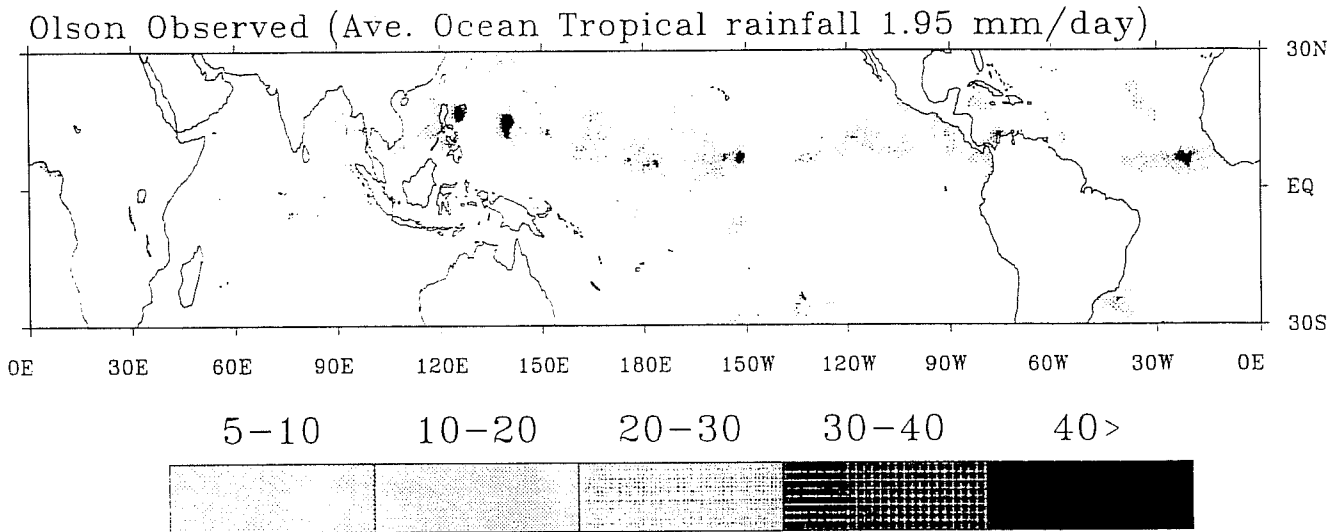 Olson Observed (Ave. Ocean Tropical rainfall 1.95 mm/day)
30N
EQ
30S
0E 30E 60E 90E 120E 150E 180E 150W 120W 90W 60W 30W 0E
5-10 10-20 20-30 30-40 40>